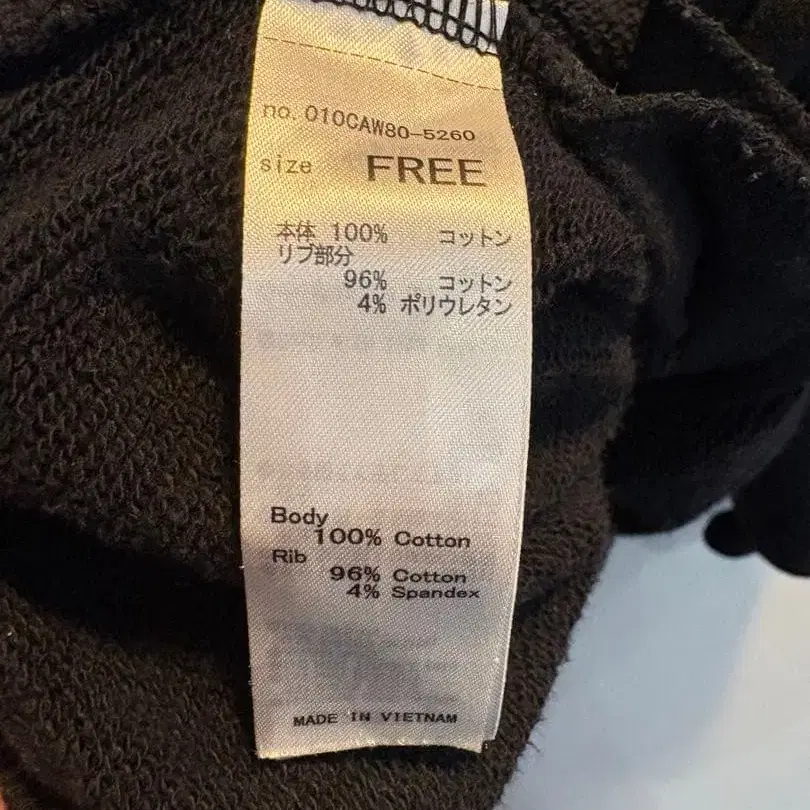 no. 010CAW80-5260
size FREE
本体 100% コットン
リブ部分
96% コットン
4% ポリウレタン
Body
100% Cotton
Rib
96% Cotton
4% Spandex
MADE IN VIETNAM